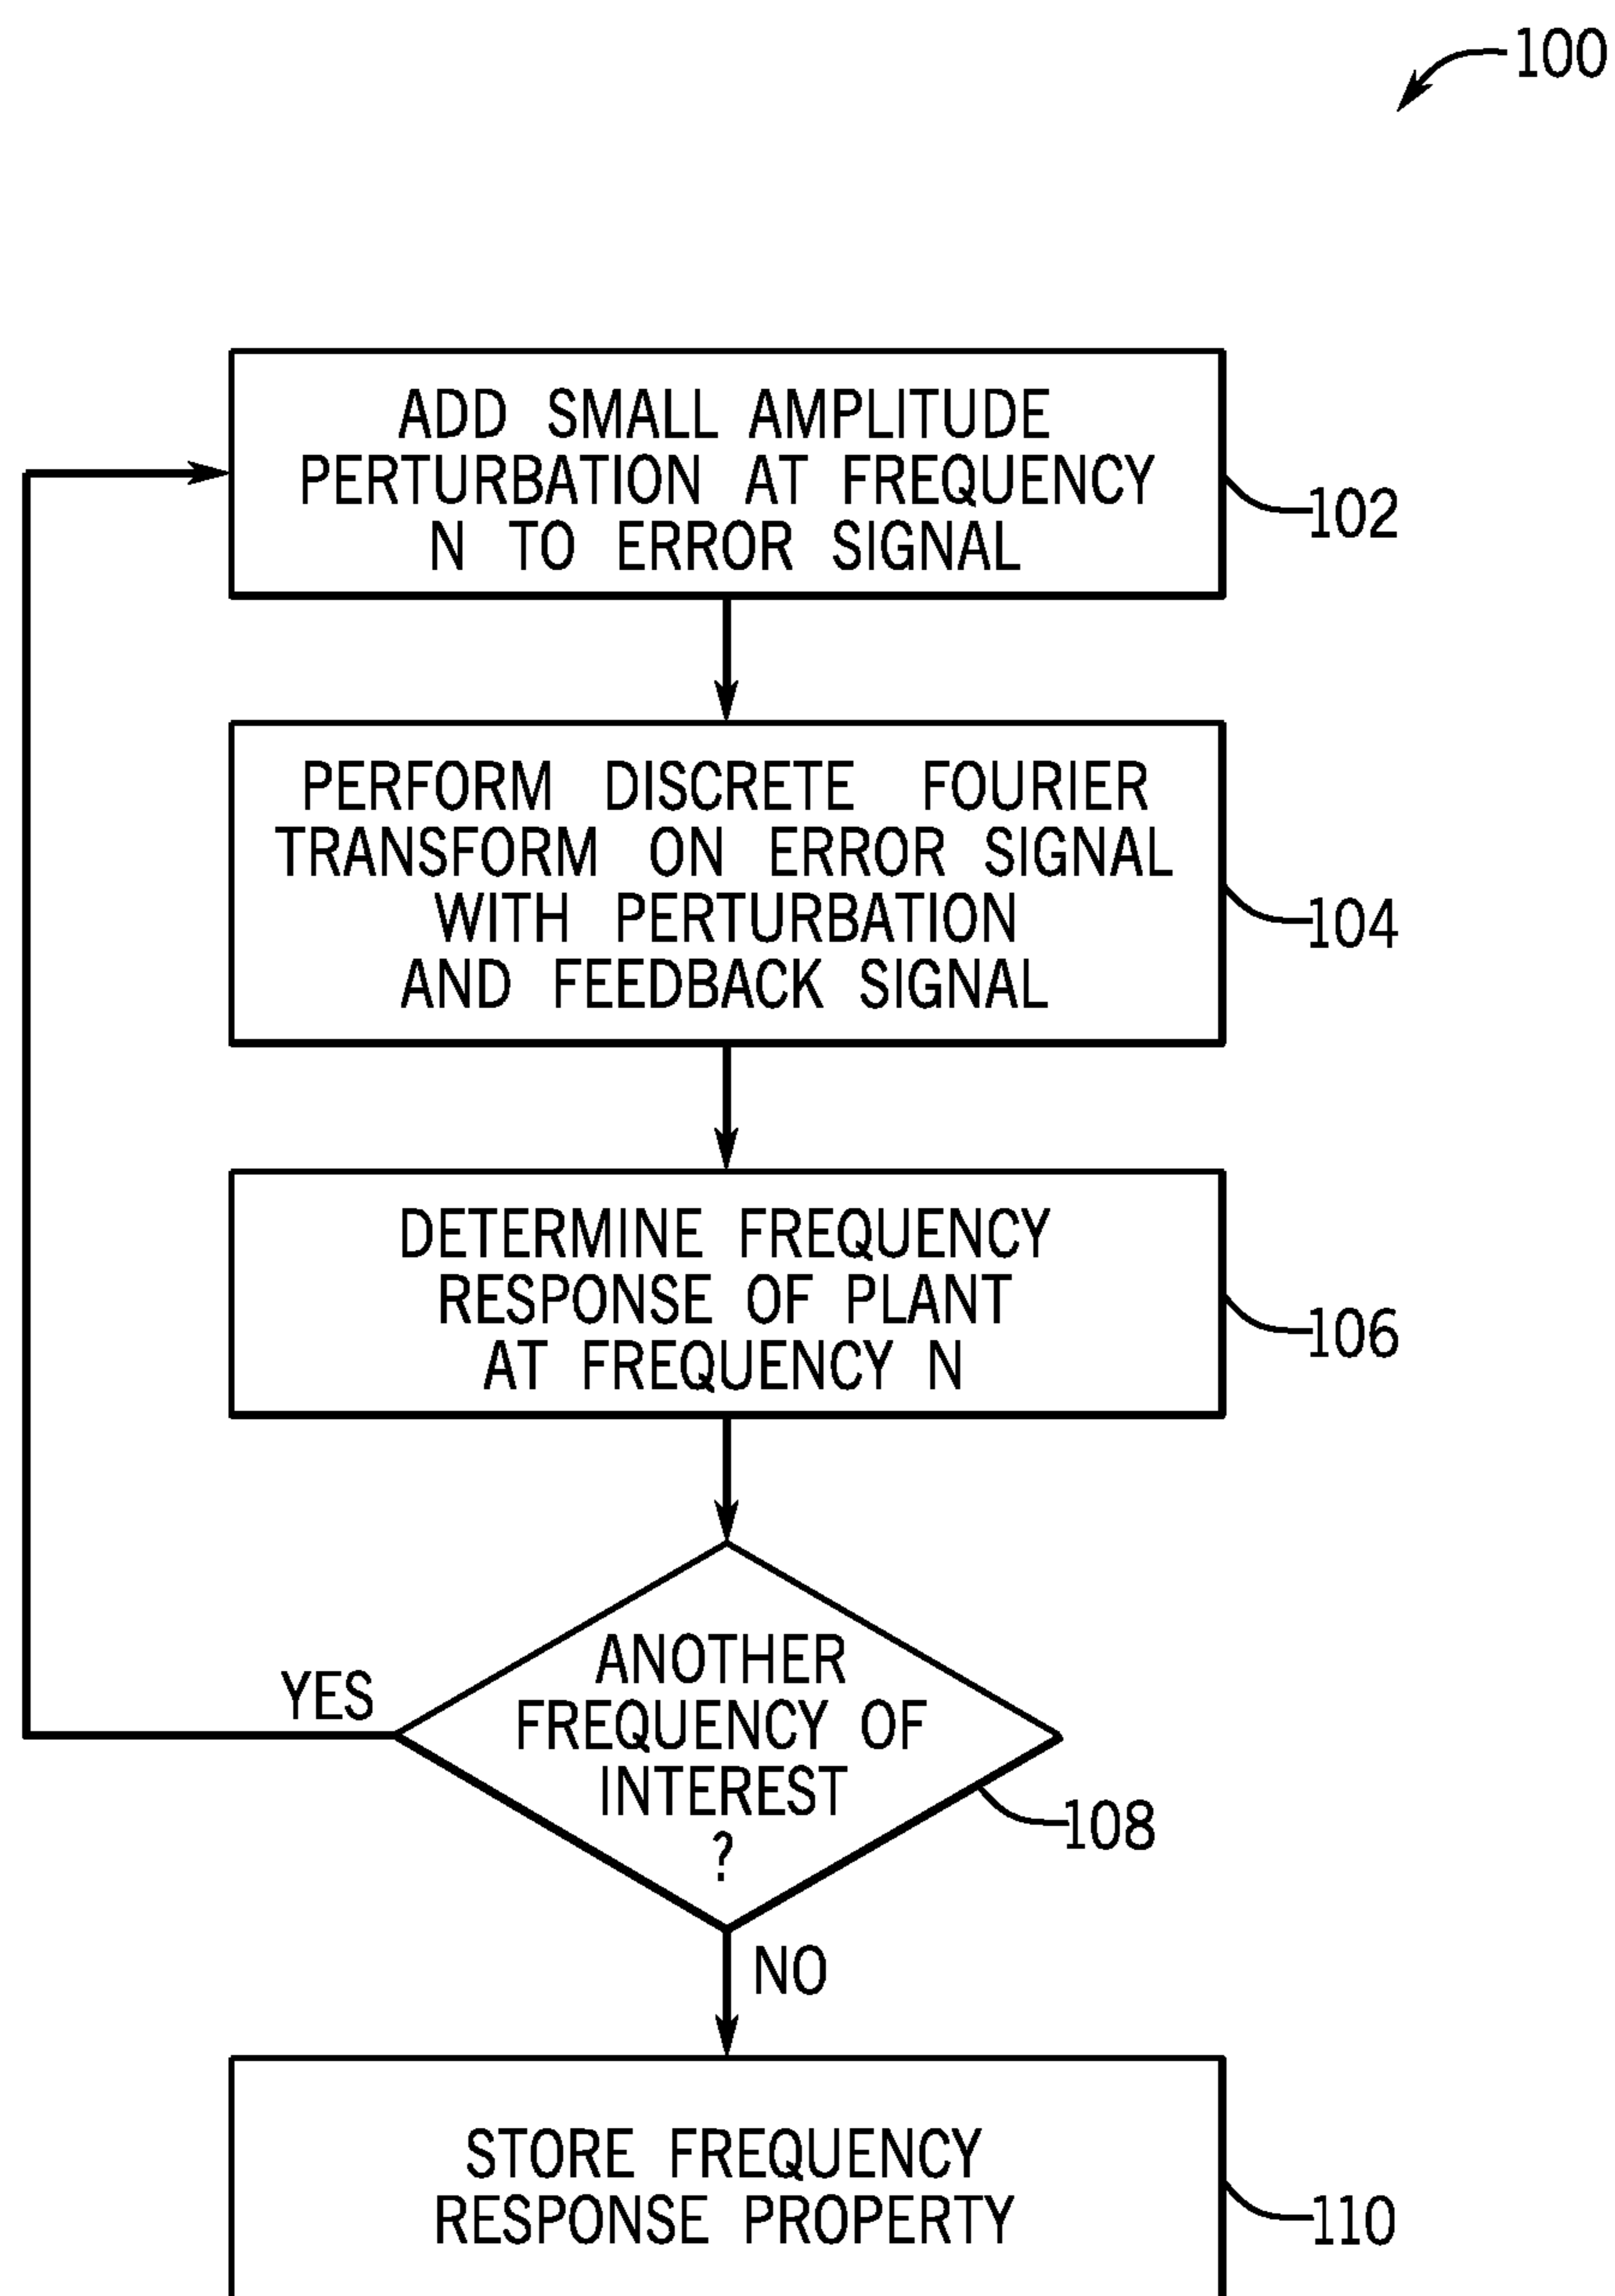 100
ADD SMALL AMPLITUDE
PERTURBATION AT FREQUENCY
N TO ERROR SIGNAL
102
PERFORM DISCRETE FOURIER
TRANSFORM ON ERROR SIGNAL
WITH PERTURBATION
AND FEEDBACK SIGNAL
104
DETERMINE FREQUENCY
RESPONSE OF PLANT
AT FREQUENCY N
106
ANOTHER
FREQUENCY OF
INTEREST
?
YES
108
NO
STORE FREQUENCY
RESPONSE PROPERTY
110